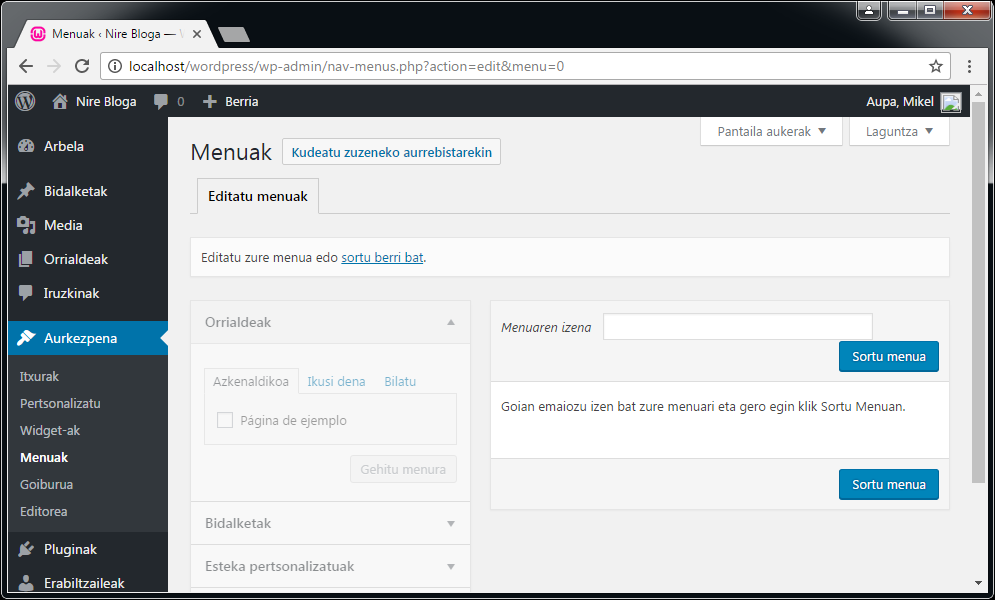 Menuak ‹ Nire Bloga —
localhost/wordpress/wp-admin/nav-menus.php?action=edit&menu=0
Nire Bloga 0 Berria Aupa, Mikel
Pantaila aukerak Laguntza
Arbela
Bidalketak
Media
Orrialdeak
Iruzkinak
Aurkezpena
Itxurak
Pertsonalizatu
Widget-ak
Menuak
Goiburua
Editorea
Pluginak
Erabiltzaileak
Menuak Kudeatu zuzeneko aurrebistarekin
Editatu menuak
Editatu zure menua edo sortu berri bat.
Orrialdeak
Azkenaldikoa Ikusi dena Bilatu
Página de ejemplo
Gehitu menura
Bidalketak
Esteka pertsonalizatuak
Menuaren izena
Sortu menua
Goian emaiozu izen bat zure menuari eta gero egin klik Sortu Menuan.
Sortu menua